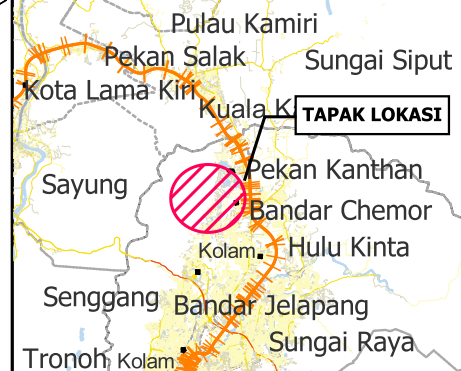 Pulau Kamiri
Pekan Salak
Sungai Siput
Kota Lama Kiri
Kuala K
TAPAK LOKASI
Pekan Kanthan
Sayung
Bandar Chemor
Kolam
Hulu Kinta
Senggang
Bandar Jelapang
Sungai Raya
Tronoh
Kolam